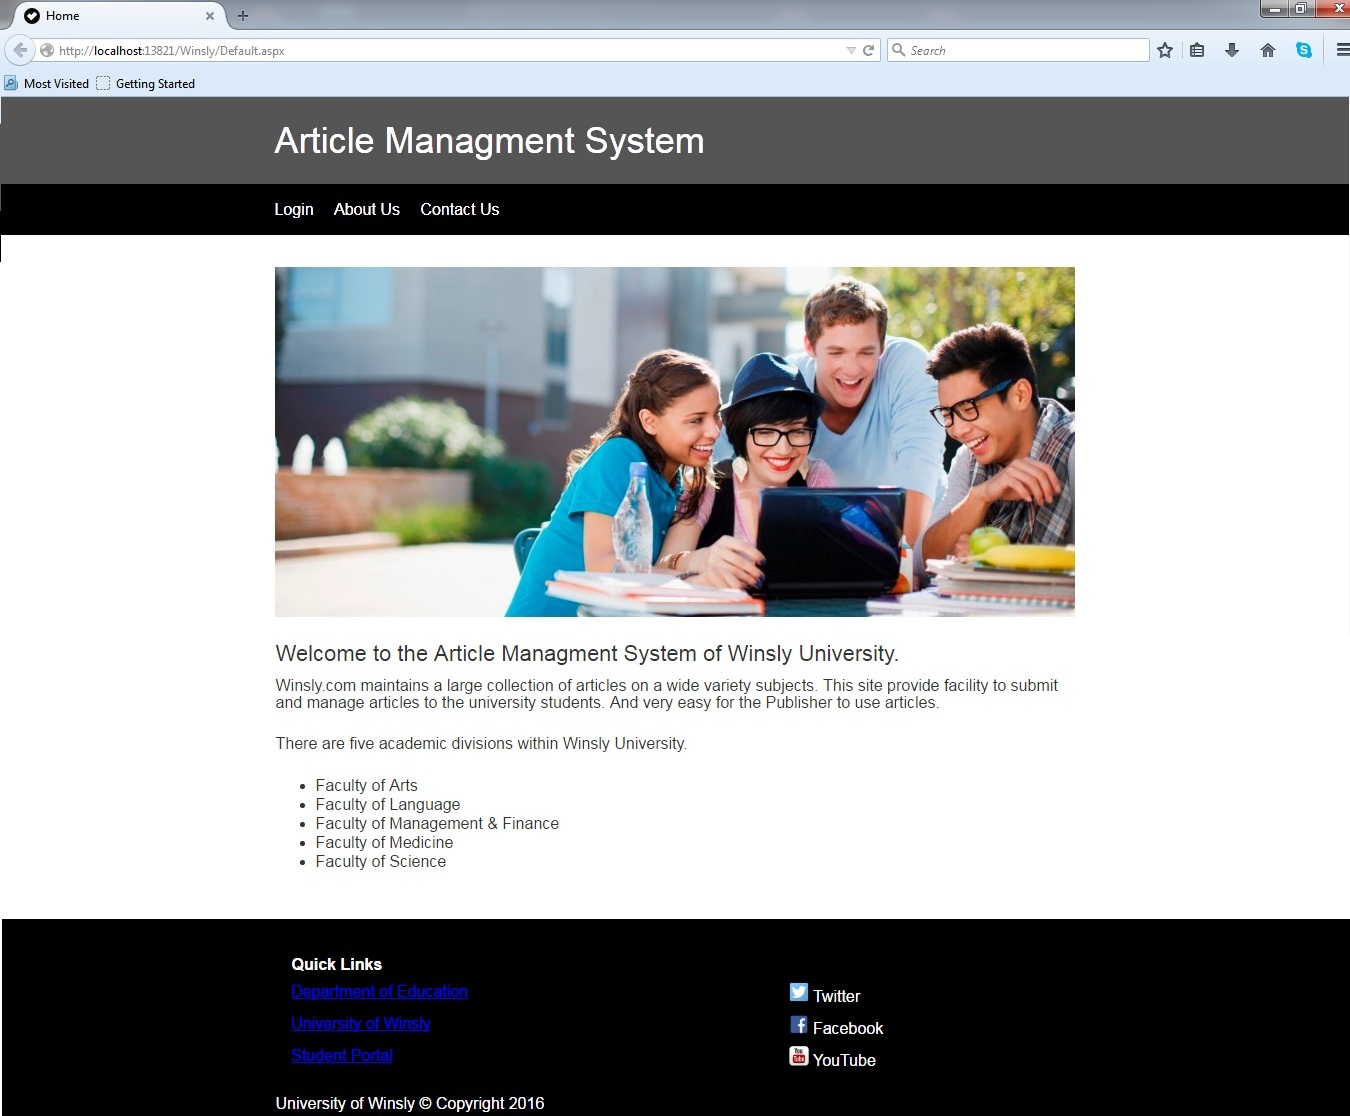 Home
http://localhost:13821/Winsly/Default.aspx
Search
Most Visited Getting Started
Article Managment System
Login About Us Contact Us
Welcome to the Article Managment System of Winsly University.
Winsly.com maintains a large collection of articles on a wide variety subjects. This site provide facility to submit
and manage articles to the university students. And very easy for the Publisher to use articles.
There are five academic divisions within Winsly University.
Faculty of Arts
Faculty of Language
Faculty of Management & Finance
Faculty of Medicine
Faculty of Science
Quick Links
Department of Education
University of Winsly
Student Portal
Twitter
Facebook
You Tube YouTube
University of Winsly © Copyright 2016